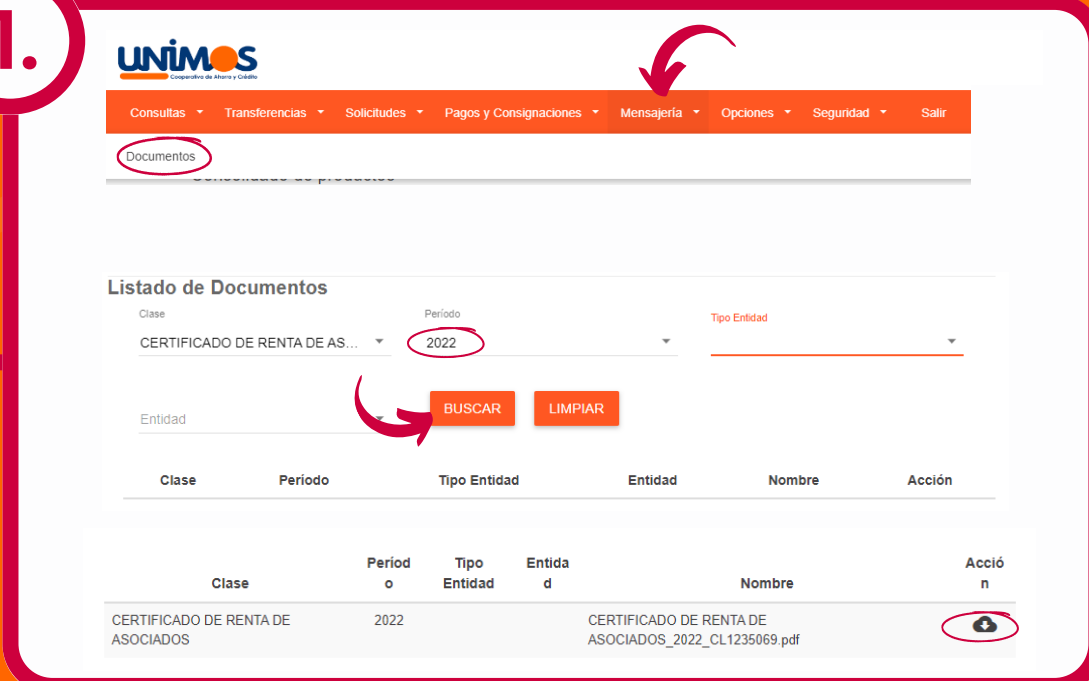 1.
UNiMOS
Cooperativa de Ahorro y Crédito
Consultas Transferencias Solicitudes Pagos y Consignaciones Mensajería Opciones Seguridad Salir
Documentos
Consolidado de productos
Listado de Documentos
Clase Período Tipo Entidad
CERTIFICADO DE RENTA DE AS... 2022
Entidad BUSCAR LIMPIAR
Clase Período Tipo Entidad Entidad Nombre Acción
Períod Tipo Entida Acció
Clase o Entidad d Nombre n
CERTIFICADO DE RENTA DE 2022 CERTIFICADO DE RENTA DE
ASOCIADOS ASOCIADOS_2022_CL1235069.pdf